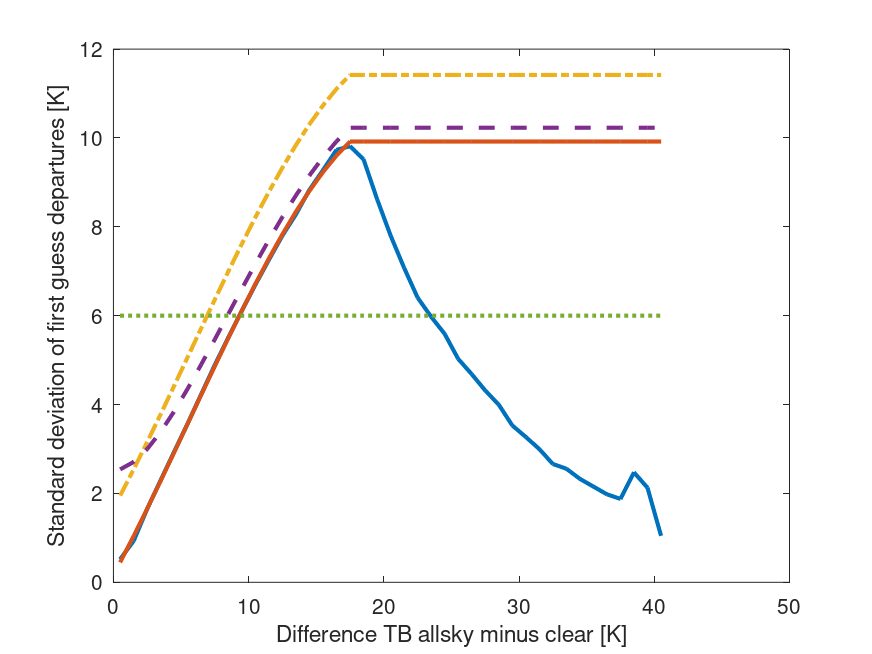 Standard deviation of first guess departures [K]
12
10
8
6
4
2
0
0 10 20 30 40 50
Difference TB allsky minus clear [K]